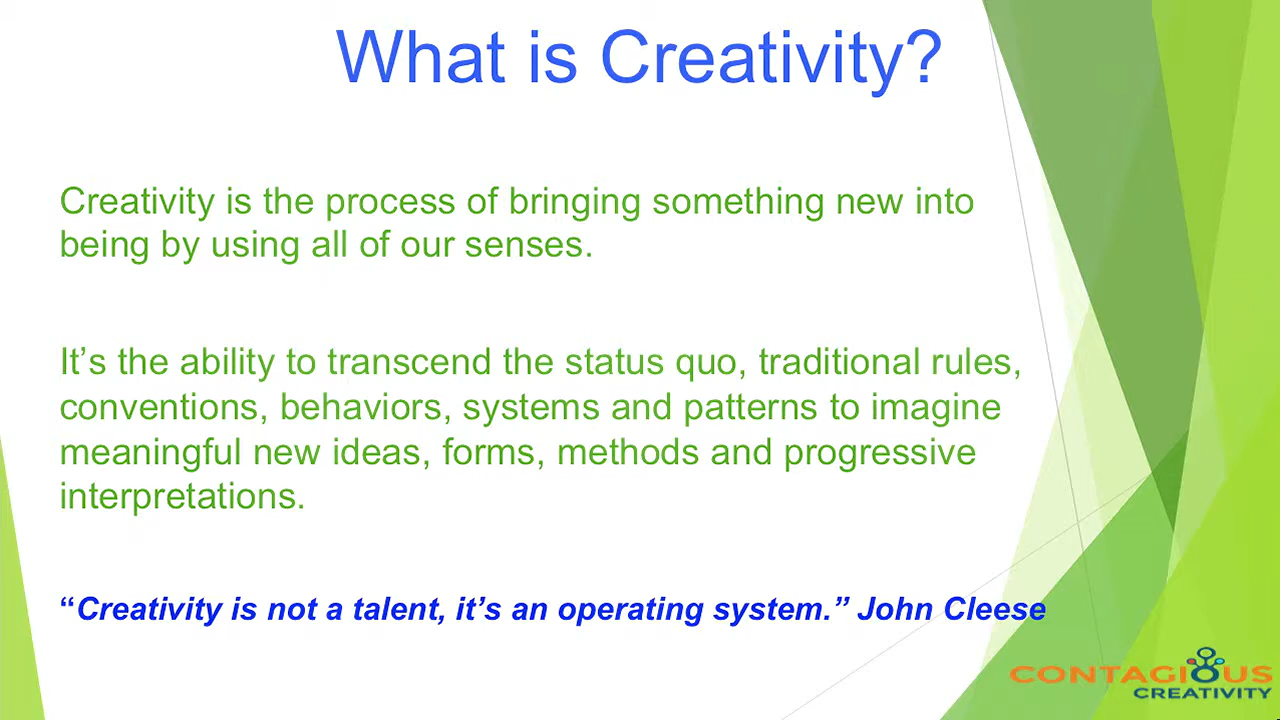 What is Creativity?
Creativity is the process of bringing something new into
being by using all of our senses.
It’s the ability to transcend the status quo, traditional rules,
conventions, behaviors, systems and patterns to imagine
meaningful new ideas, forms, methods and progressive
interpretations.
“Creativity is not a talent, it’s an operating system.” John Cleese
CONTAGIOUS
CREATIVITY